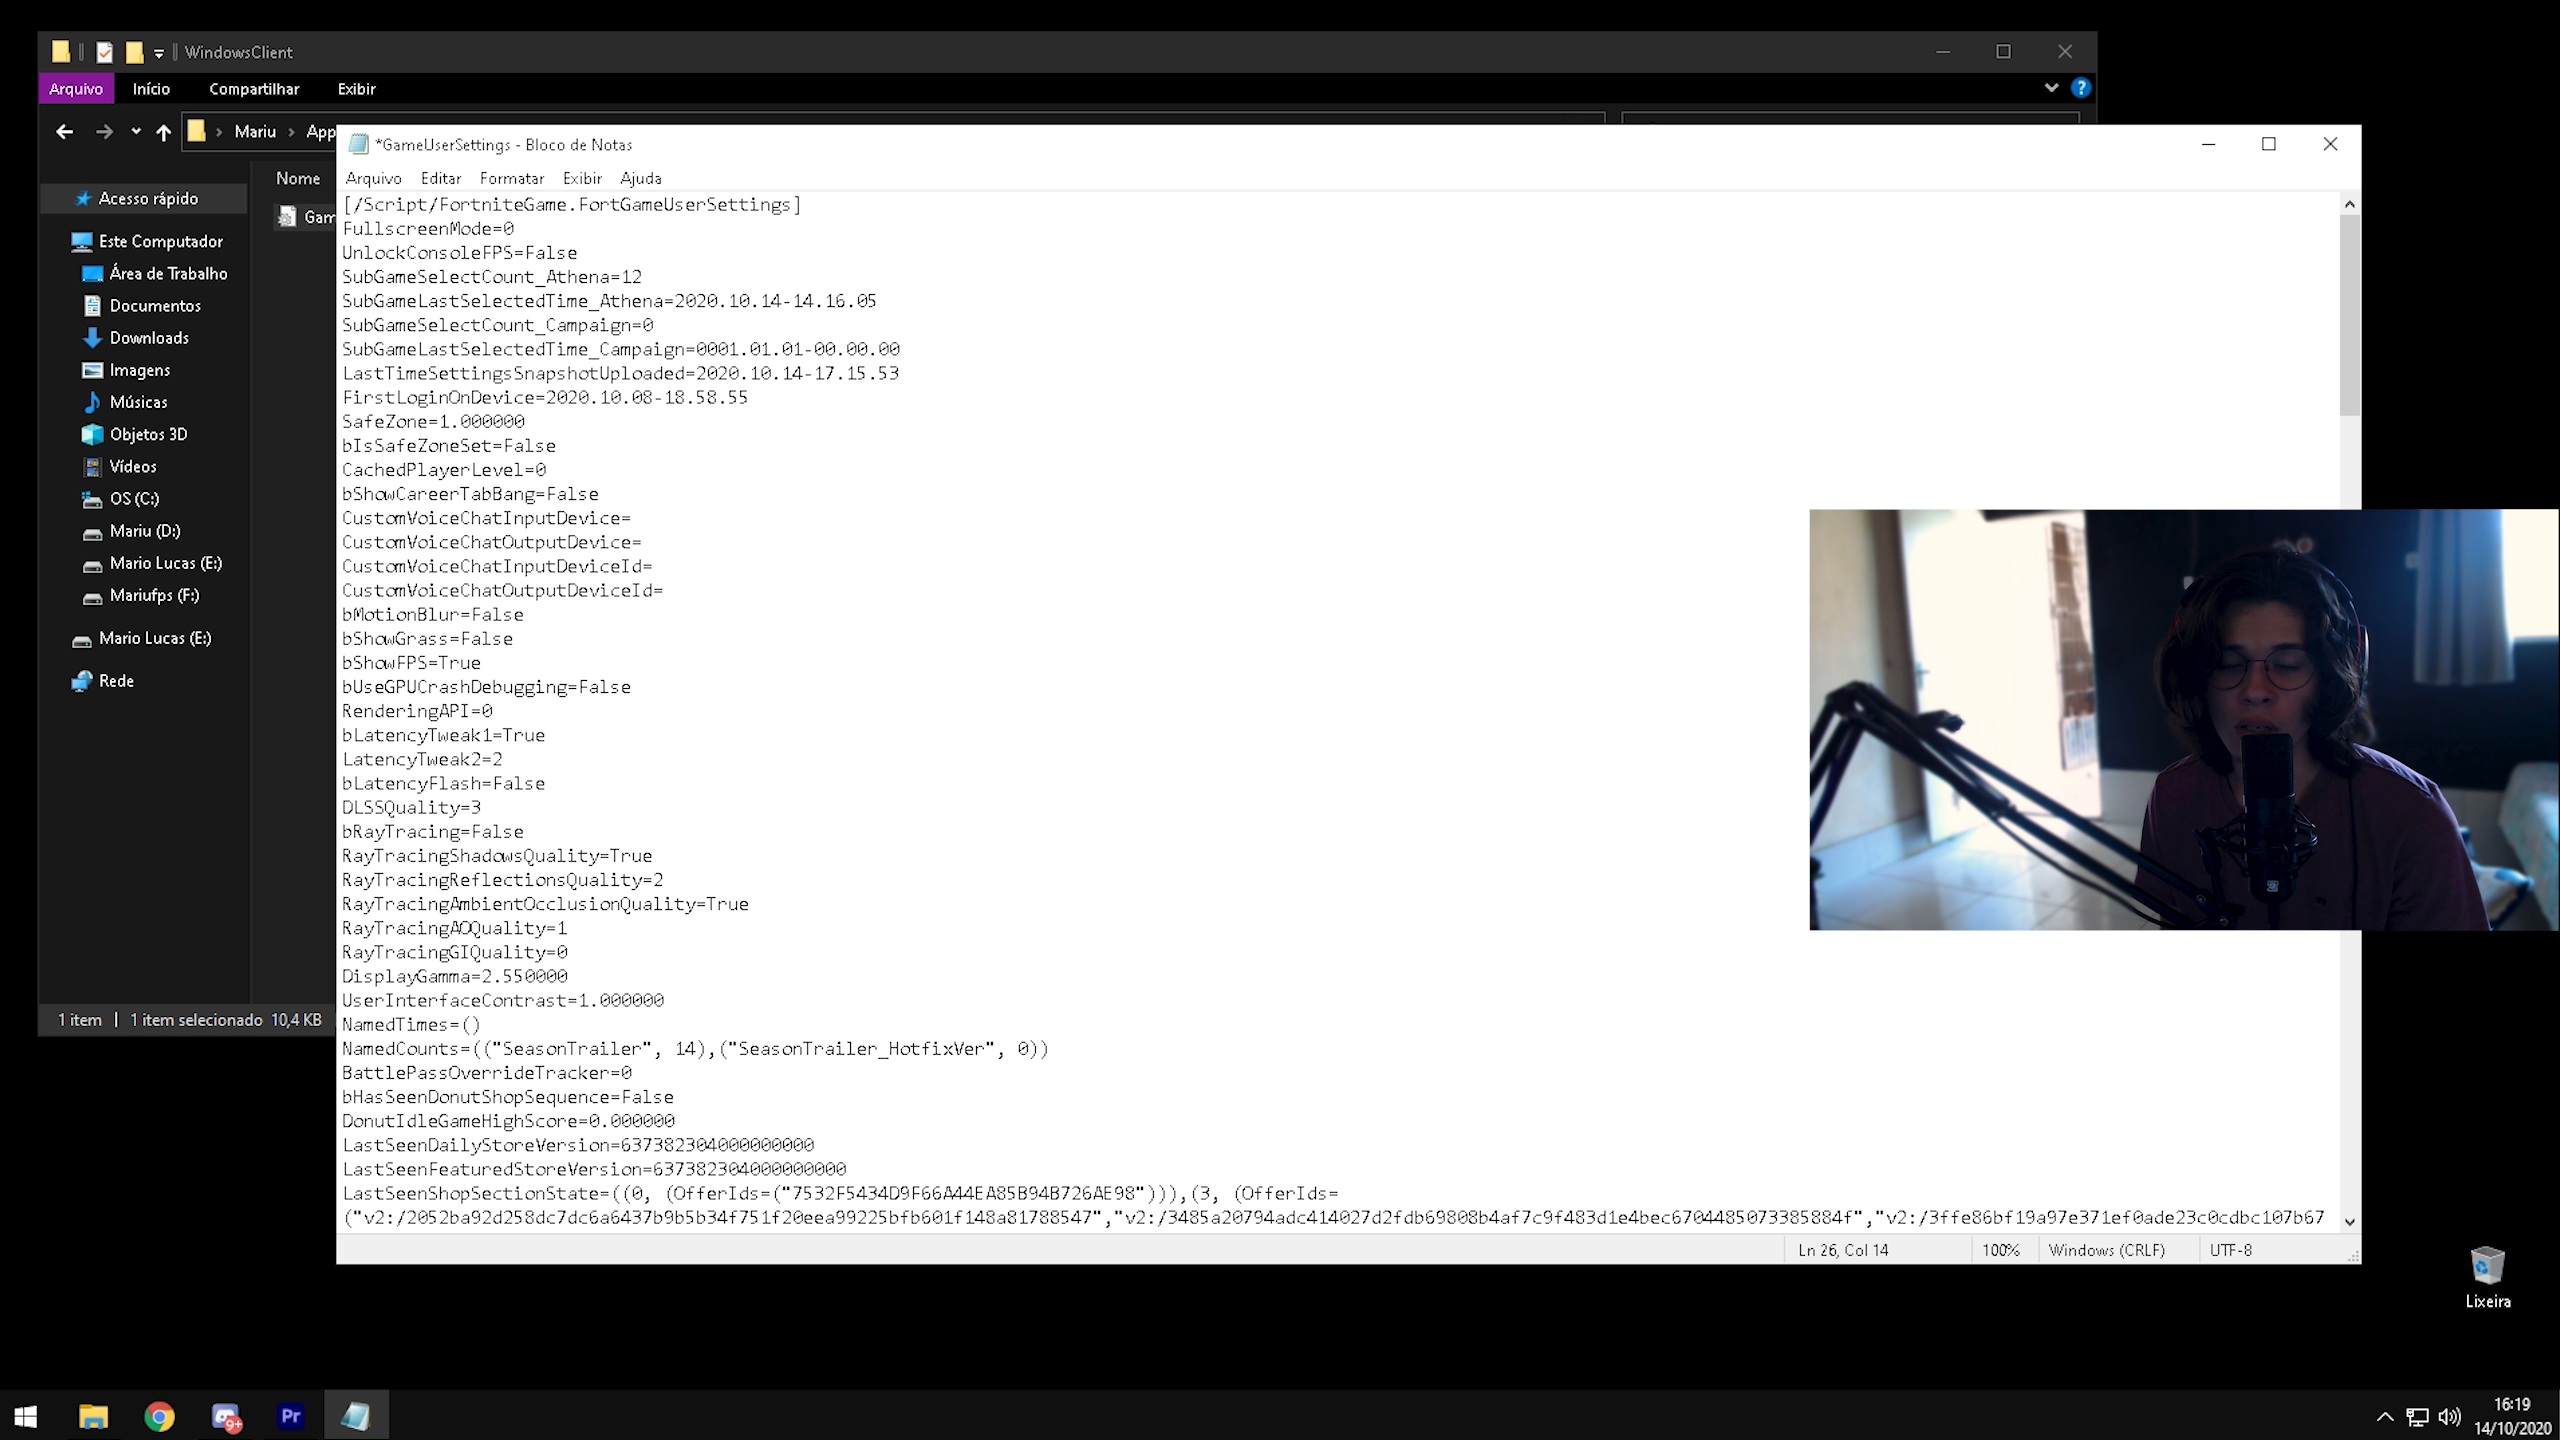 WindowsClient
Arquivo Início Compartilhar Exibir
Mariu App
*GameUserSettings - Bloco de Notas
Arquivo Editar Formatar Exibir Ajuda
Nome
Gam
Acesso rápido
Este Computador
Área de Trabalho
Documentos
Downloads
Imagens
Músicas
Objetos 3D
Vídeos
OS (C:)
Mariu (D:)
Mario Lucas (E:)
Mariufps (F:)
Mario Lucas (E:)
Rede
1 item 1 item selecionado 10,4 KB
[/Script/FortniteGame.FortGameUserSettings]
FullscreenMode=0
UnlockConsoleFPS=False
SubGameSelectCount_Athena=12
SubGameLastSelectedTime_Athena=2020.10.14-14.16.05
SubGameSelectCount_Campaign=0
SubGameLastSelectedTime_Campaign=0001.01.01-00.00.00
LastTimeSettingsSnapshotUploaded=2020.10.14-17.15.53
FirstLoginOnDevice=2020.10.08-18.58.55
SafeZone=1.000000
bIsSafeZoneSet=False
CachedPlayerLevel=0
bShowCareerTabBang=False
CustomVoiceChatInputDevice=
CustomVoiceChatOutputDevice=
CustomVoiceChatInputDeviceId=
CustomVoiceChatOutputDeviceId=
bMotionBlur=False
bShowGrass=False
bShowFPS=True
bUseGPUCrashDebugging=False
RenderingAPI=0
bLatencyTweak1=True
LatencyTweak2=2
bLatencyFlash=False
DLSSQuality=3
bRayTracing=False
RayTracingShadowsQuality=True
RayTracingReflectionsQuality=2
RayTracingAmbientOcclusionQuality=True
RayTracingAOQuality=1
RayTracingGIQuality=0
DisplayGamma=2.550000
UserInterfaceContrast=1.000000
NamedTimes=()
NamedCounts=(("SeasonTrailer", 14),("SeasonTrailer_HotfixVer", 0))
BattlePassOverrideTracker=0
bHasSeenDonutShopSequence=False
DonutIdleGameHighScore=0.000000
LastSeenDailyStoreVersion=637382304000000000
LastSeenFeaturedStoreVersion=637382304000000000
LastSeenShopSectionState=((0, (OfferIds=("7532F5434D9F66A44EA85B94B726AE98"))),(3, (OfferIds=
("v2:/2052ba92d258dc7dc6a6437b9b5b34f751f20eea99225bfb601f148a81788547","v2:/3485a20794adc414027d2fdb69808b4af7c9f483d1e4bec6704485073385884f","v2:/3ffe86bf19a97e371ef0ade23c0cdbc107b67
Ln 26, Col 14 100% Windows (CRLF) UTF-8
Lixeira
Pr
9+
16:19
14/10/2020